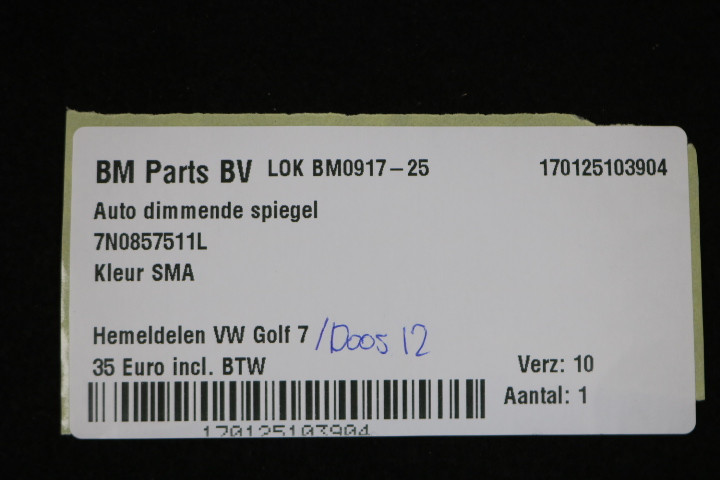 BM Parts BV LOK BM0917-25 170125103904
Auto dimmende spiegel
7N0857511L
Kleur SMA
Hemeldelen VW Golf 7 /Doos 12
35 Euro incl. BTW Verz: 10
Aantal: 1
170125103904